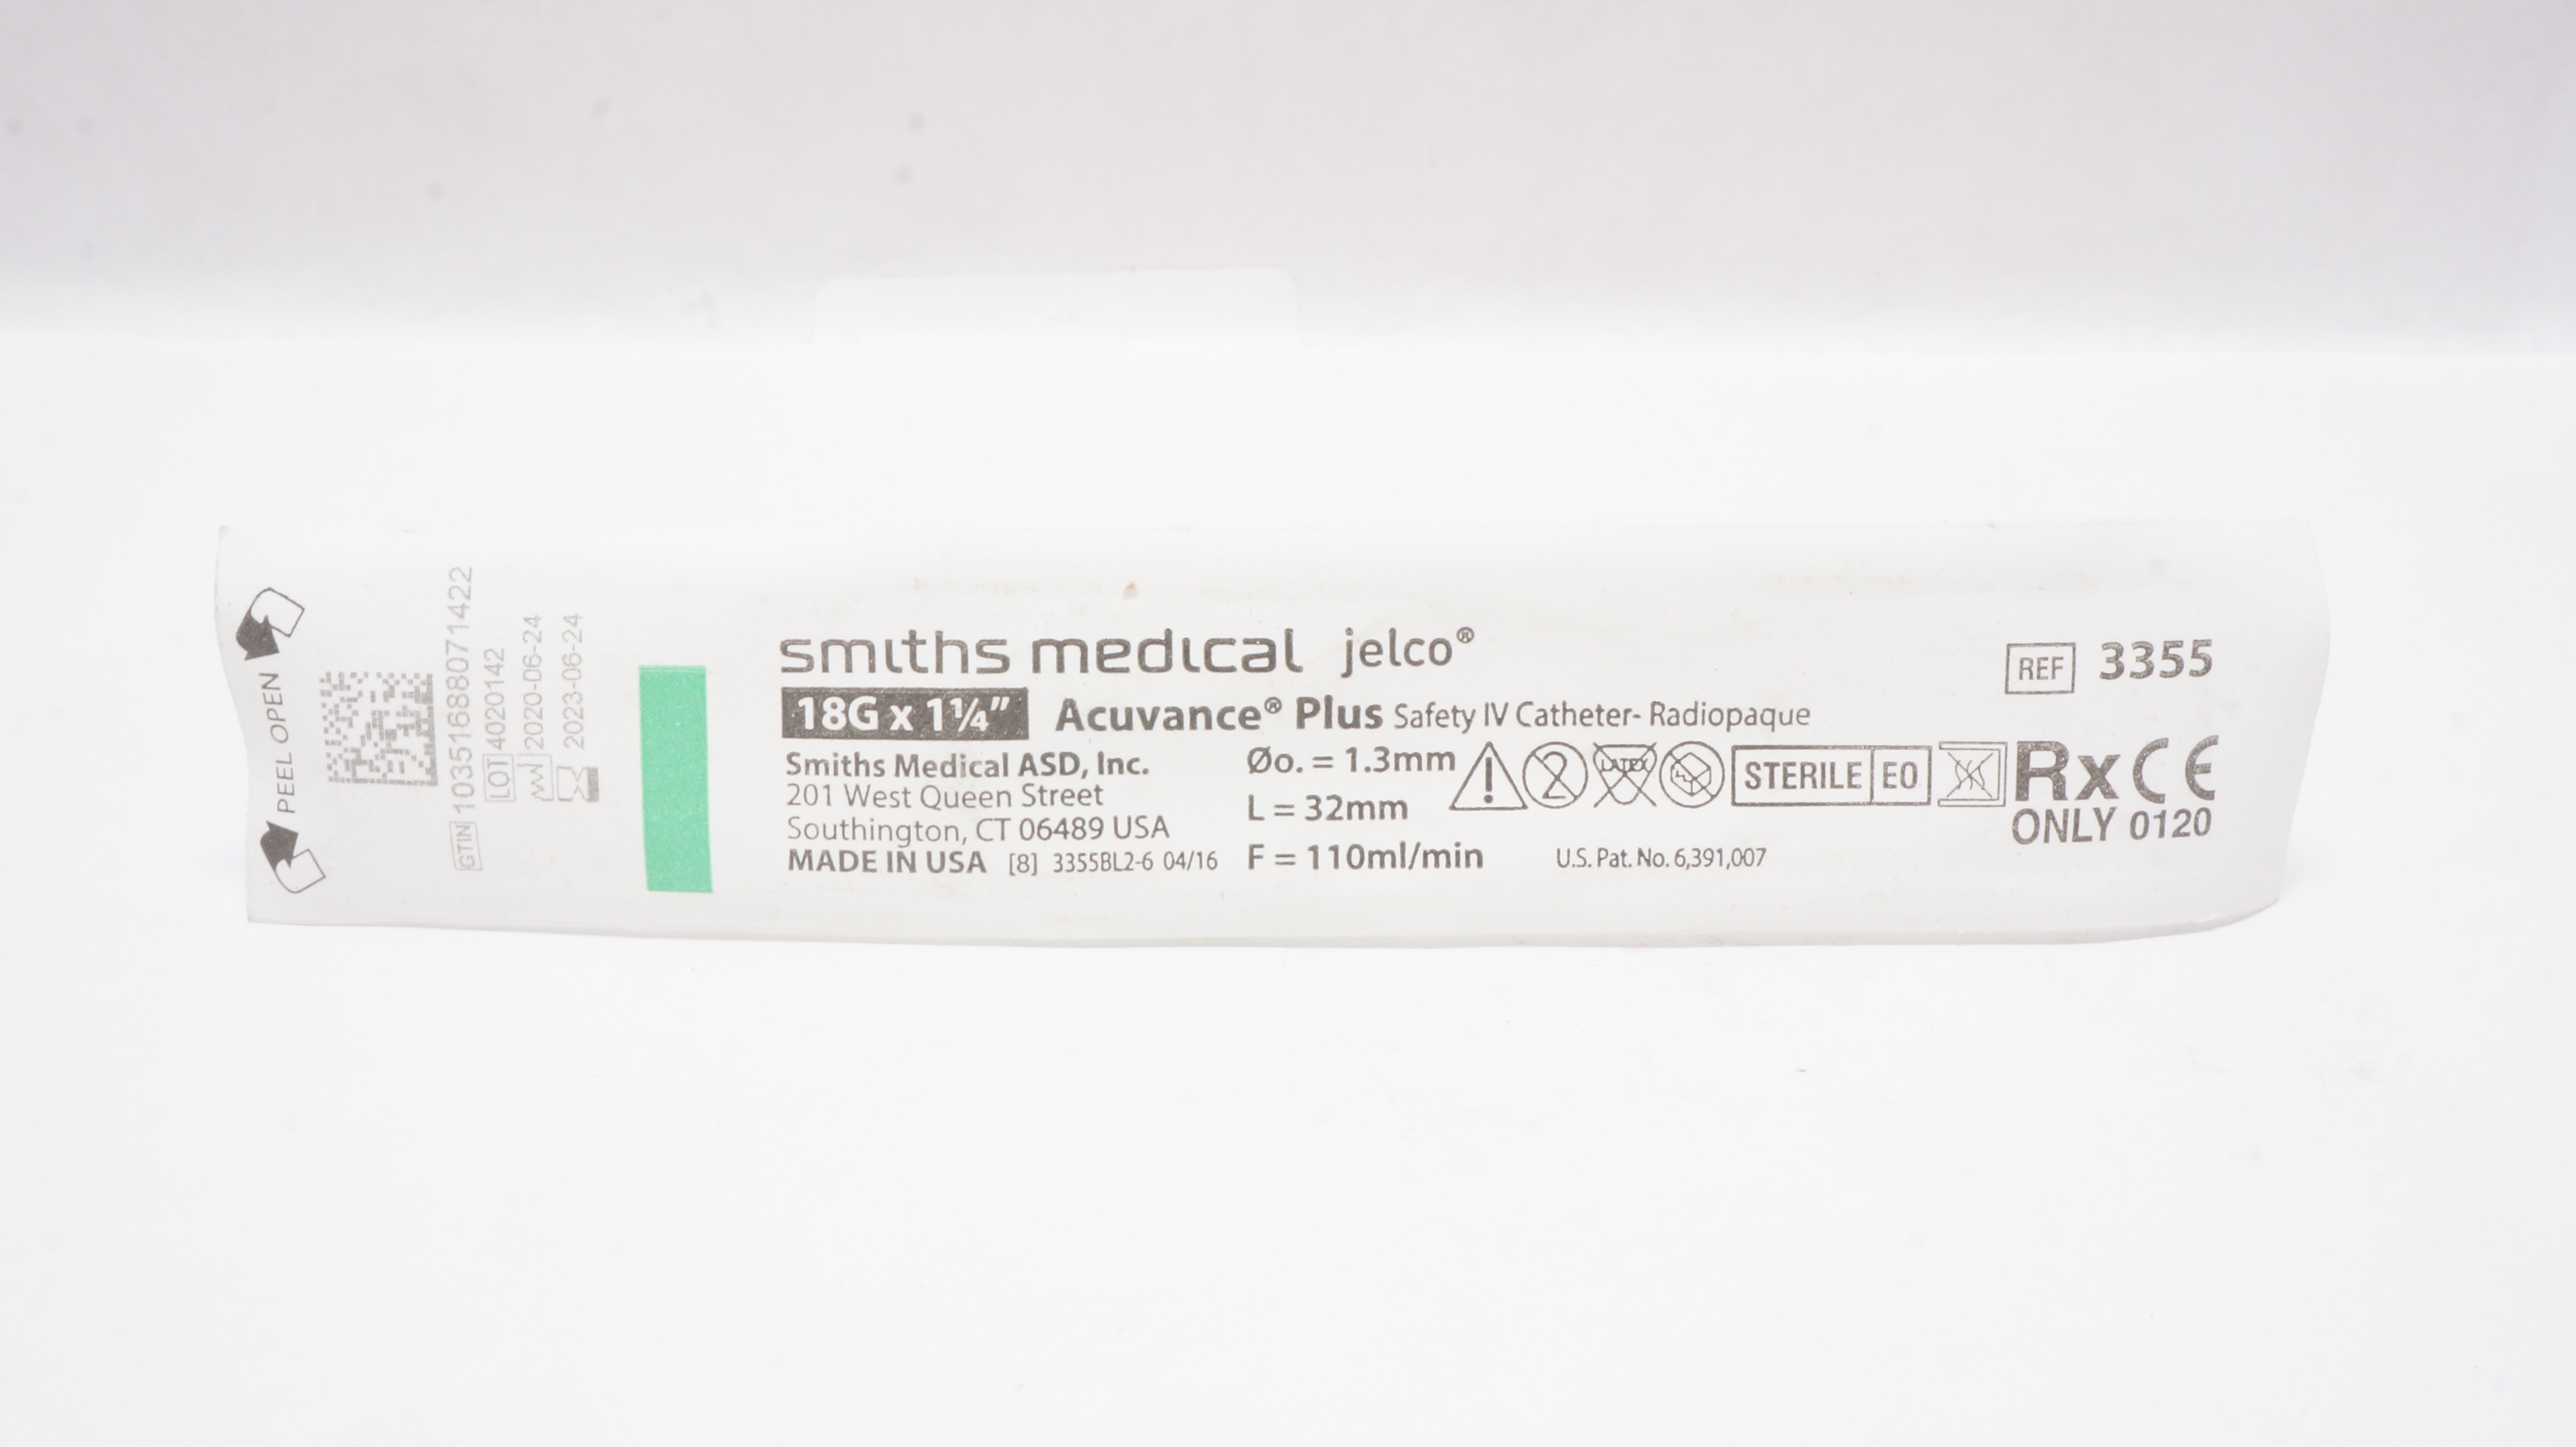 PEEL OPEN
GTIN 10351688071422
LOT 4020142
2020-06-24
2023-06-24
smiths medical jelco®
18G x 1¼" Acuvance® Plus Safety IV Catheter- Radiopaque
Smiths Medical ASD, Inc.
201 West Queen Street
Southington, CT 06489 USA
MADE IN USA [8] 3355BL2-6 04/16
Øo. = 1.3mm
L = 32mm
F = 110ml/min
2
LATEX
STERILE EO
U.S. Pat. No. 6,391,007
REF 3355
Rx CE
ONLY 0120